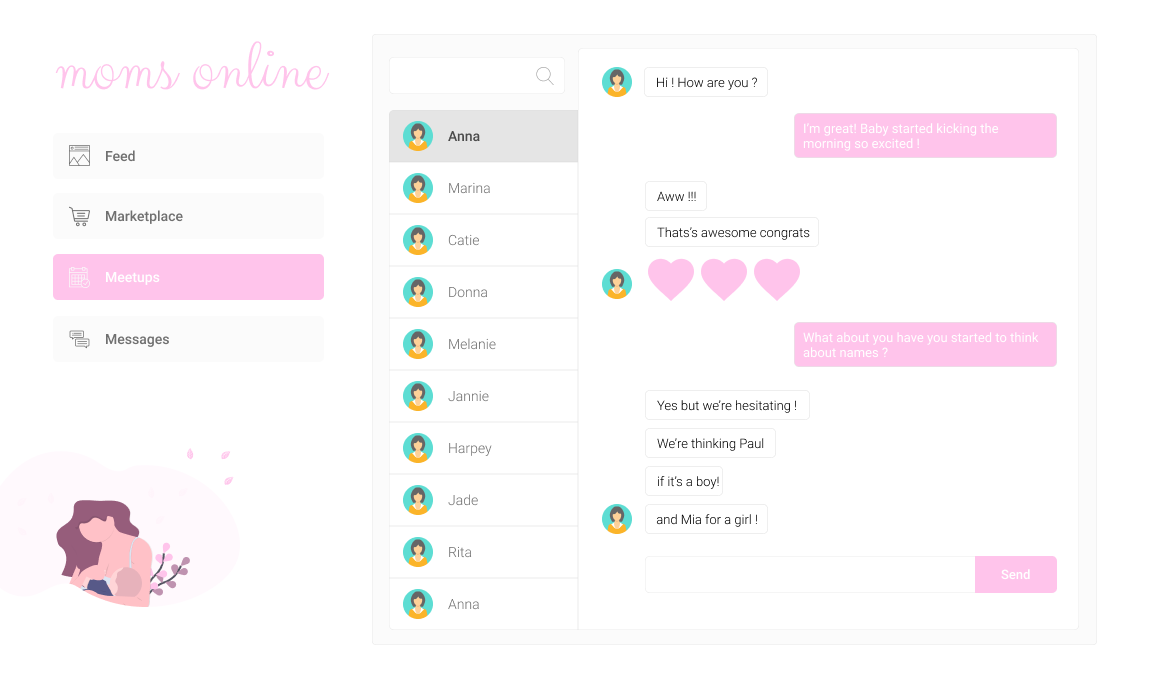 moms online
Feed
Marketplace
Meetups
Messages
Anna
Marina
Catie
Donna
Melanie
Jannie
Harpey
Jade
Rita
Anna
Hi ! How are you ?
I'm great! Baby started kicking the
morning so excited !
Aww !!!
Thats's awesome congrats
What about you have you started to think
about names ?
Yes but we're hesitating !
We're thinking Paul
if it's a boy!
and Mia for a girl !
Send